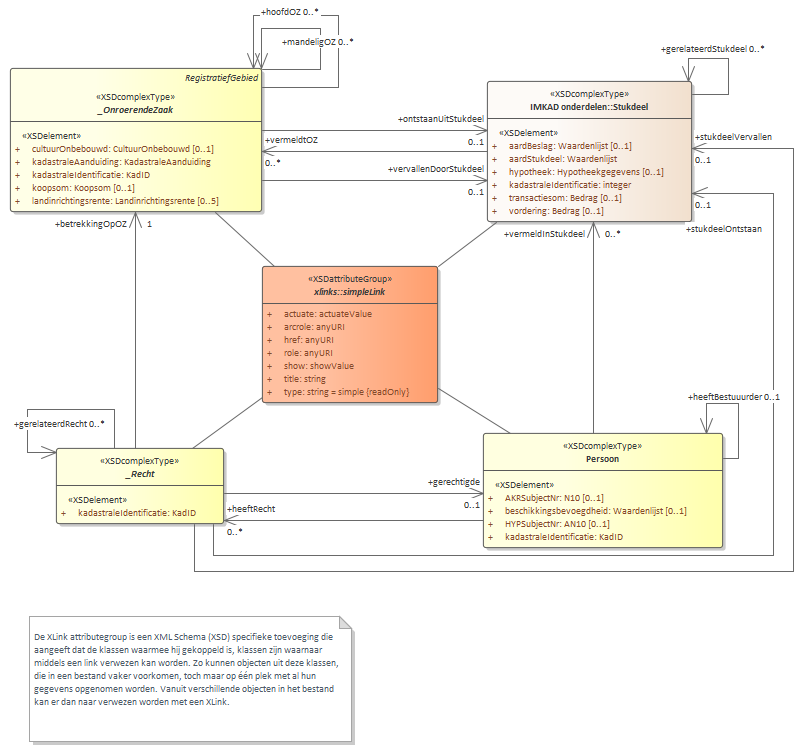 +hoofdOZ 0..*
+mandeligOZ 0..*
RegistratiefGebied
«XSDcomplexType»
_OnroerendeZaak
«XSDelement»
+ cultuurOnbebouwd: CultuurOnbebouwd [0..1]
+ kadastraleAanduiding: KadastraleAanduiding
+ kadastraleIdentificatie: KadID
+ koopsom: Koopsom [0..1]
+ landinrichtingsrente: Landinrichtingsrente [0..5]
+gerelateerdStukdeel 0..*
«XSDcomplexType»
IMKAD onderdelen::Stukdeel
«XSDelement»
+ aardBeslag: Waardenlijst [0..1]
+ aardStukdeel: Waardenlijst
+ hypotheek: Hypotheekgegevens [0..1]
+ kadastraleIdentificatie: integer
+ transactiesom: Bedrag [0..1]
+ vordering: Bedrag [0..1]
+ontstaanUitStukdeel
0..1
+vermeldtOZ
0..*
+vervallenDoorStukdeel
0..1
+stukdeelVervallen
0..1
0..1
+stukdeelOntstaan
+betrekkingOpOZ 1
+vermeldInStukdeel 0..*
«XSDattributeGroup»
xlinks::simpleLink
+ actuate: actuateValue
+ arcrole: anyURI
+ href: anyURI
+ role: anyURI
+ show: showValue
+ title: string
+ type: string = simple {readOnly}
+gerelateerdRecht 0..*
«XSDcomplexType»
_Recht
«XSDelement»
+ kadastraleIdentificatie: KadID
+heeftBestuuurder 0..1
«XSDcomplexType»
Persoon
«XSDelement»
+ AKRSubjectNr: N10 [0..1]
+ beschikkingsbevoegdheid: Waardenlijst [0..1]
+ HYPSubjectNr: AN10 [0..1]
+ kadastraleIdentificatie: KadID
+gerechtigde
0..1
+heeftRecht
0..*
De XLink attributegroup is een XML Schema (XSD) specifieke toevoeging die
aangeeft dat de klassen waarmee hij gekoppeld is, klassen zijn waarnaar
middels een link verwezen kan worden. Zo kunnen objecten uit deze klassen,
die in een bestand vaker voorkomen, toch maar op één plek met al hun
gegevens opgenomen worden. Vanuit verschillende objecten in het bestand
kan er dan naar verwezen worden met een XLink.